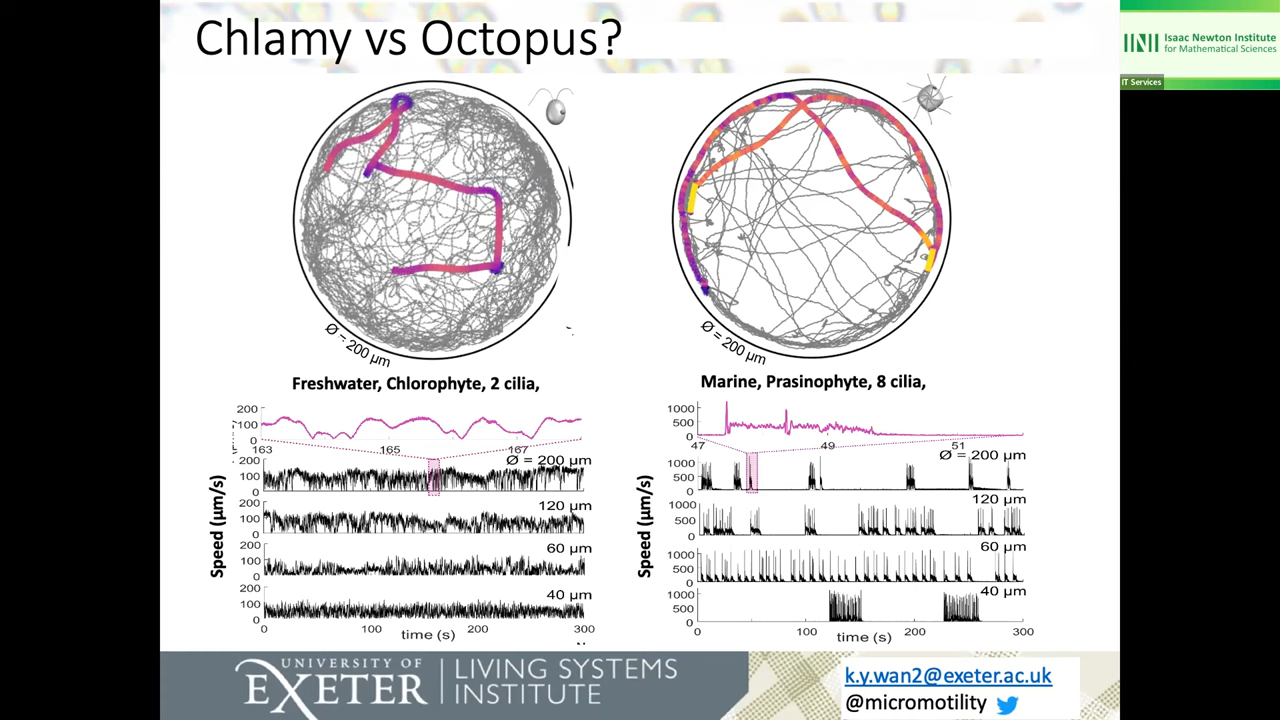 Chlamy vs Octopus?
Isaac Newton Institute
for Mathematical Sciences
IT Services
Ø = 200 µm
Ø = 200 µm
Freshwater, Chlorophyte, 2 cilia,
Marine, Prasinophyte, 8 cilia,
200
100
0
163
165
167
Ø = 200 µm
200
100
0
120 µm
200
100
0
60 µm
200
100
0
40 µm
200
100
0
0
100
200
300
time (s)
Speed (µm/s)
1000
500
0
47
49
51
Ø = 200 µm
1000
500
0
120 µm
1000
500
0
60 µm
1000
500
0
40 µm
1000
500
0
0
100
200
300
time (s)
Speed (µm/s)
UNIVERSITY OF
EXETER
LIVING SYSTEMS
INSTITUTE
k.y.wan2@exeter.ac.uk
@micromotility